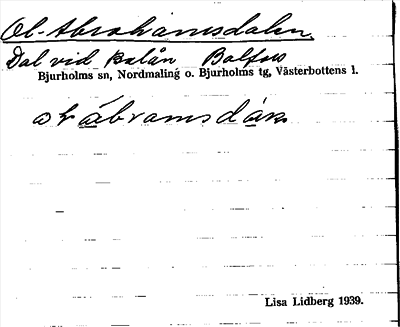 Ol-Abrahamsdalen
Dal vid Balån Balfors
Bjurholms sn, Nordmaling o. Bjurholms tg, Västerbottens l.
Lisa Lidberg 1939.